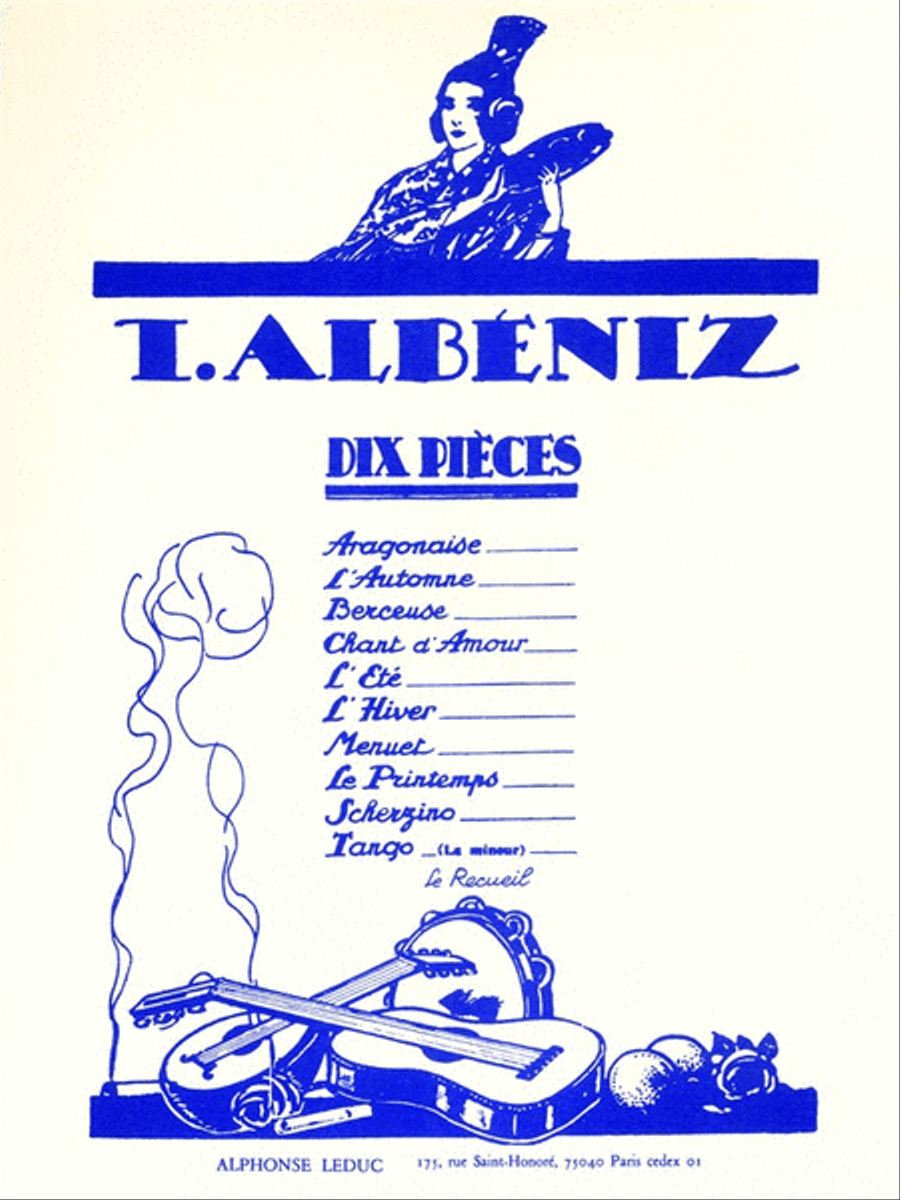 I. ALBÉNIZ
DIX PIÈCES
Aragonaise
L'Automne
Berceuse
Chant d'Amour
L'Eté
L'Hiver
Menuet
Le Printemps
Scherzino
Tango (La mineur)
Le Recueil
ALPHONSE LEDUC 175, rue Saint-Honoré, 75040 Paris cedex 01